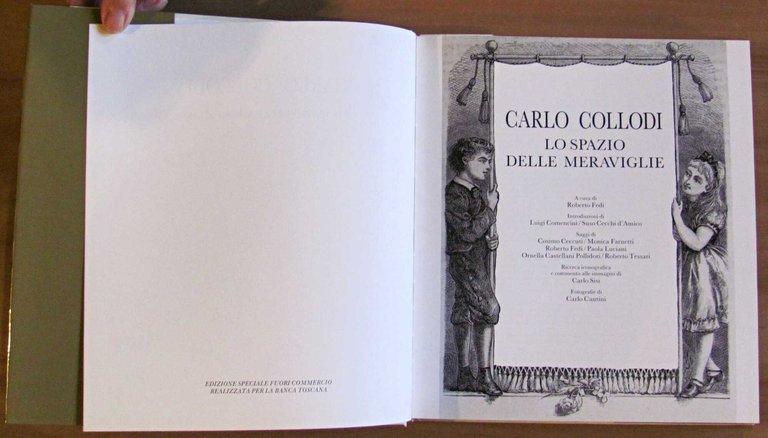 EDIZIONE SPECIALE FUORI COMMERCIO
REALIZZATA PER LA BANCA TOSCANA
CARLO COLLODI
LO SPAZIO
DELLE MERAVIGLIE
A cura di
Roberto Fedi
Introduzioni di
Luigi Comencini / Suso Cecchi d'Amico
Saggi di
Cosimo Ceccuti / Monica Farnetti
Roberto Fedi / Paola Luciani
Ornella Castellani Pollidori / Roberto Tessari
Ricerca iconografica
e commento alle immagini di
Carlo Sisi
Fotografie di
Carlo Cantini